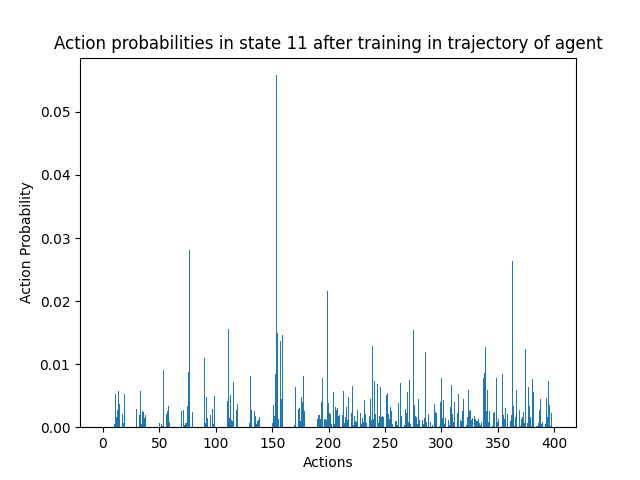 Action probabilities in state 11 after training in trajectory of agent
0.05
0.04
0.03
0.02
0.01
0.00
Action Probability
0 50 100 150 200 250 300 350 400
Actions